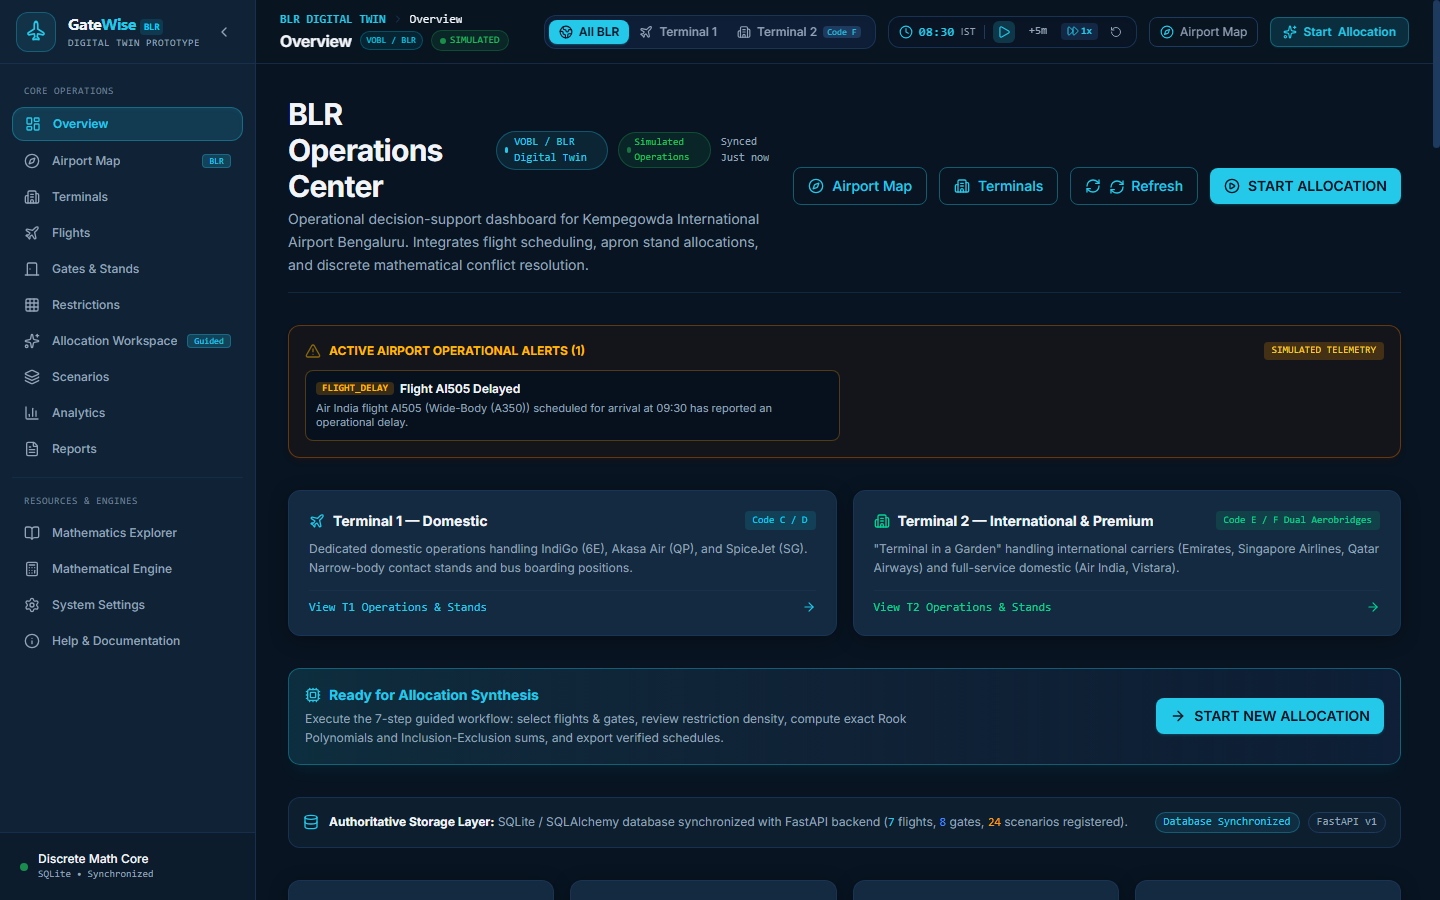 GateWise BLR
DIGITAL TWIN PROTOTYPE
CORE OPERATIONS
Overview
Airport Map BLR
Terminals
Flights
Gates & Stands
Restrictions
Allocation Workspace Guided
Scenarios
Analytics
Reports
RESOURCES & ENGINES
Mathematics Explorer
Mathematical Engine
System Settings
Help & Documentation
Discrete Math Core
SQLite • Synchronized
BLR DIGITAL TWIN › Overview
Overview VOBL / BLR SIMULATED
All BLR Terminal 1 Terminal 2 Code F
08:30 IST +5m 1x
Airport Map
Start Allocation
BLR
Operations
Center
VOBL / BLR
Digital Twin
Simulated
Operations
Synced
Just now
Operational decision-support dashboard for Kempegowda International
Airport Bengaluru. Integrates flight scheduling, apron stand allocations,
and discrete mathematical conflict resolution.
Airport Map
Terminals
Refresh
START ALLOCATION
ACTIVE AIRPORT OPERATIONAL ALERTS (1)
SIMULATED TELEMETRY
FLIGHT_DELAY Flight AI505 Delayed
Air India flight AI505 (Wide-Body (A350)) scheduled for arrival at 09:30 has reported an
operational delay.
Terminal 1 — Domestic
Code C / D
Dedicated domestic operations handling IndiGo (6E), Akasa Air (QP), and SpiceJet (SG).
Narrow-body contact stands and bus boarding positions.
View T1 Operations & Stands
Terminal 2 — International & Premium
Code E / F Dual Aerobridges
"Terminal in a Garden" handling international carriers (Emirates, Singapore Airlines, Qatar
Airways) and full-service domestic (Air India, Vistara).
View T2 Operations & Stands
Ready for Allocation Synthesis
Execute the 7-step guided workflow: select flights & gates, review restriction density, compute exact Rook
Polynomials and Inclusion-Exclusion sums, and export verified schedules.
START NEW ALLOCATION
Authoritative Storage Layer: SQLite / SQLAlchemy database synchronized with FastAPI backend (7 flights, 8 gates, 24 scenarios registered).
Database Synchronized
FastAPI v1